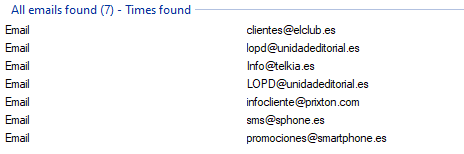 All emails found (7) - Times found
Email clientes@elclub.es
Email lopd@unidadeditorial.es
Email Info@telkia.es
Email LOPD@unidadeditorial.es
Email infocliente@prixton.com
Email sms@sphone.es
Email promociones@smartphone.es